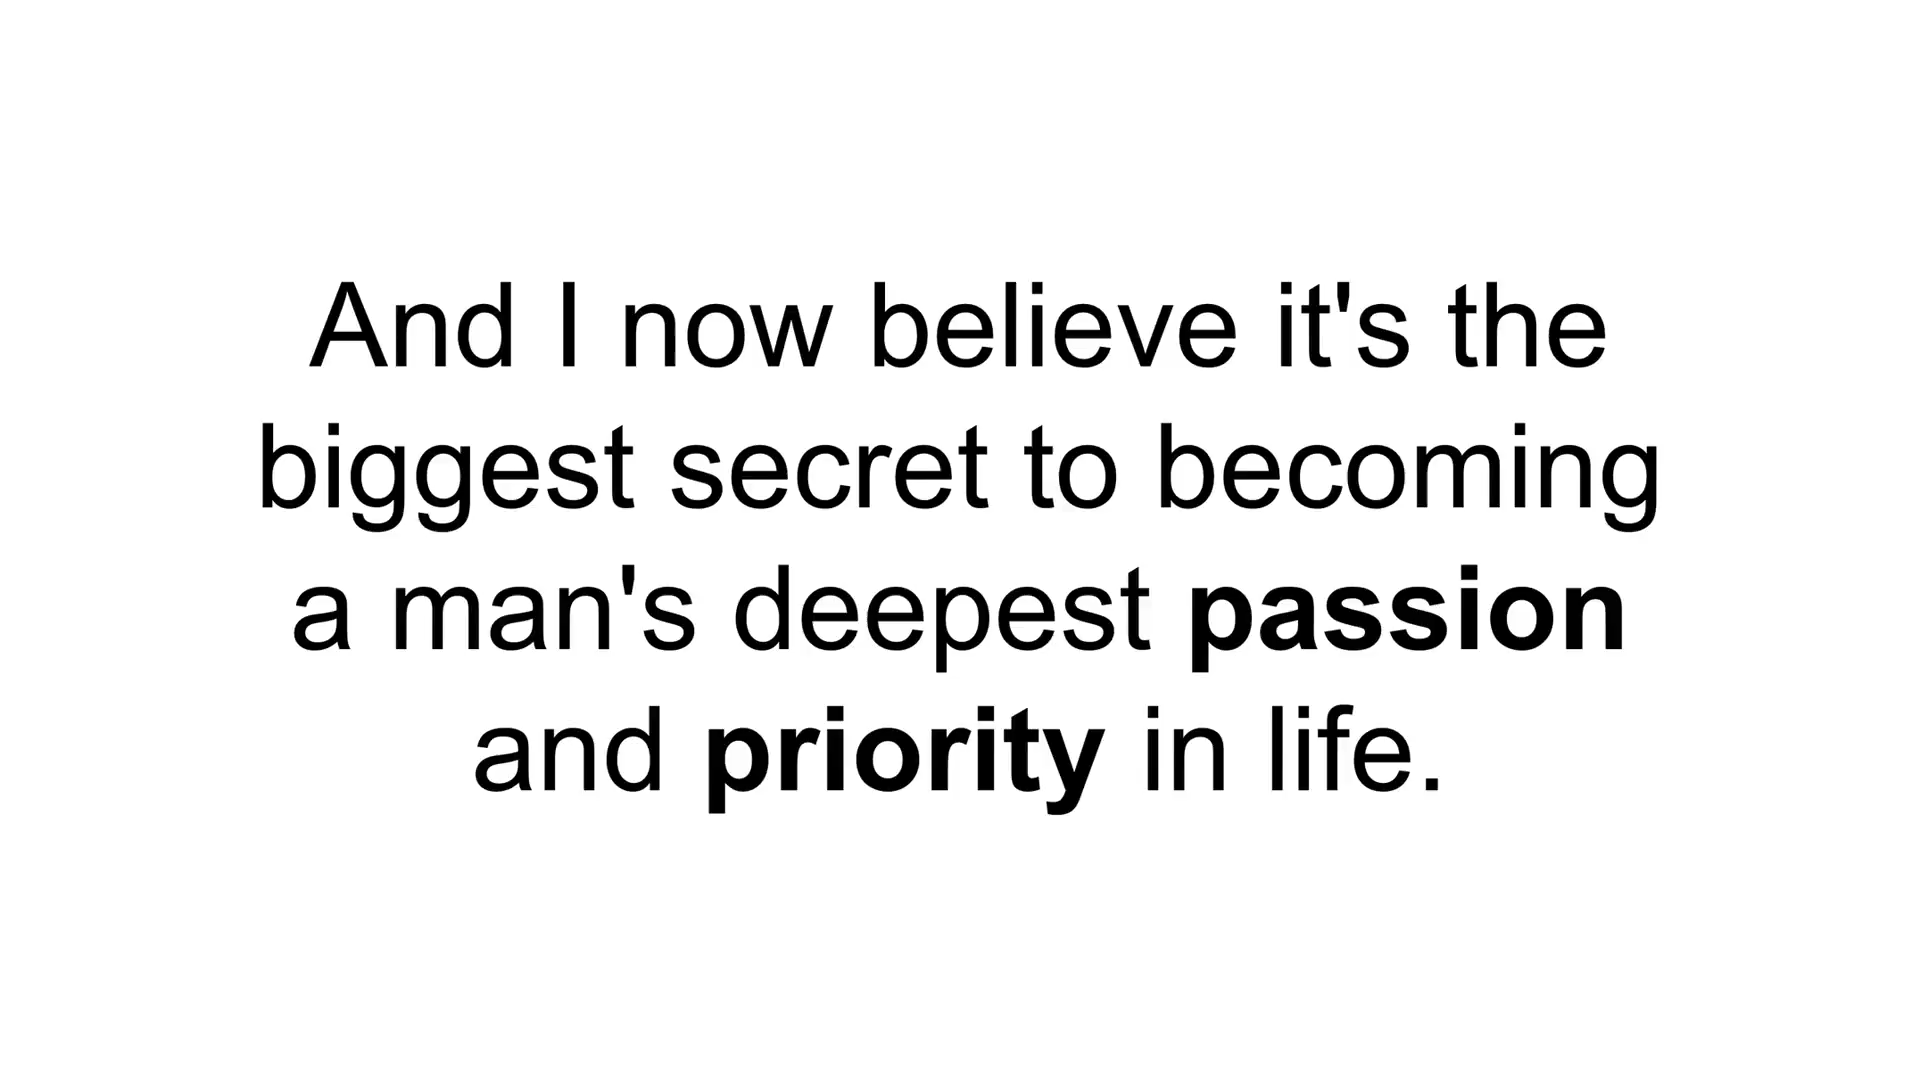 And I now believe it's the
biggest secret to becoming
a man's deepest passion
and priority in life.